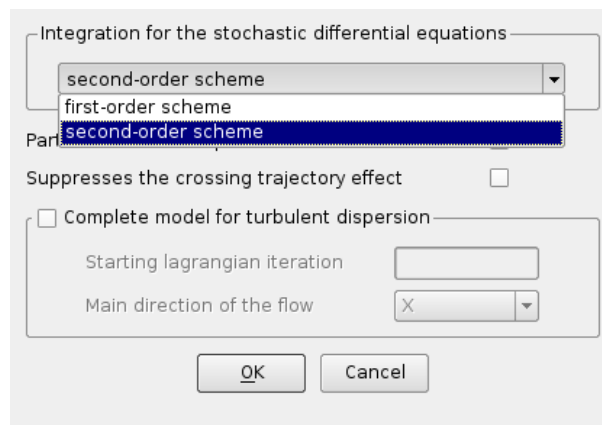 Integration for the stochastic differential equations
second-order scheme
first-order scheme
second-order scheme
Suppresses the crossing trajectory effect
Complete model for turbulent dispersion
Starting lagrangian iteration
Main direction of the flow
X
OK
Cancel